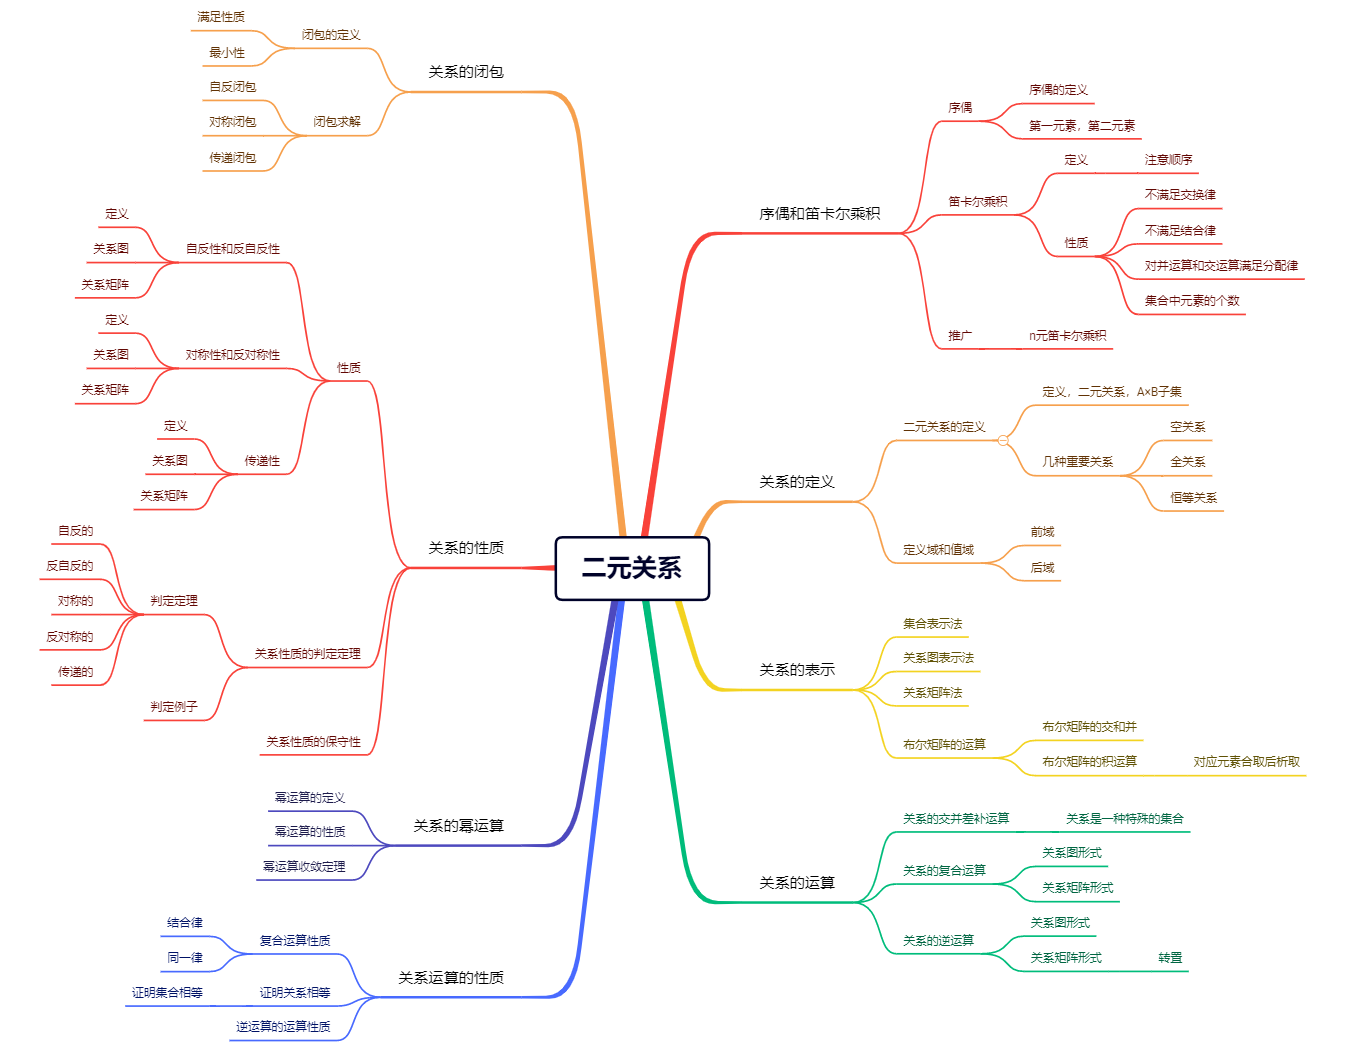 二元关系
序偶和笛卡尔乘积
序偶
序偶的定义
第一元素，第二元素
笛卡尔乘积
定义
注意顺序
性质
不满足交换律
不满足结合律
对并运算和交运算满足分配律
集合中元素的个数
推广
n元笛卡尔乘积
关系的定义
二元关系的定义
定义，二元关系，A×B子集
几种重要关系
空关系
全关系
恒等关系
定义域和值域
前域
后域
关系的表示
集合表示法
关系图表示法
关系矩阵法
布尔矩阵的运算
布尔矩阵的交和并
布尔矩阵的积运算
对应元素合取后析取
关系的运算
关系的交并差补运算
关系是一种特殊的集合
关系的复合运算
关系图形式
关系矩阵形式
关系的逆运算
关系图形式
关系矩阵形式
转置
关系的闭包
闭包的定义
满足性质
最小性
闭包求解
自反闭包
对称闭包
传递闭包
关系的性质
性质
自反性和反自反性
定义
关系图
关系矩阵
对称性和反对称性
定义
关系图
关系矩阵
传递性
定义
关系图
关系矩阵
关系性质的判定定理
判定定理
自反的
反自反的
对称的
反对称的
传递的
判定例子
关系性质的保守性
关系的幂运算
幂运算的定义
幂运算的性质
幂运算收敛定理
关系运算的性质
复合运算性质
结合律
同一律
证明关系相等
证明集合相等
逆运算的运算性质